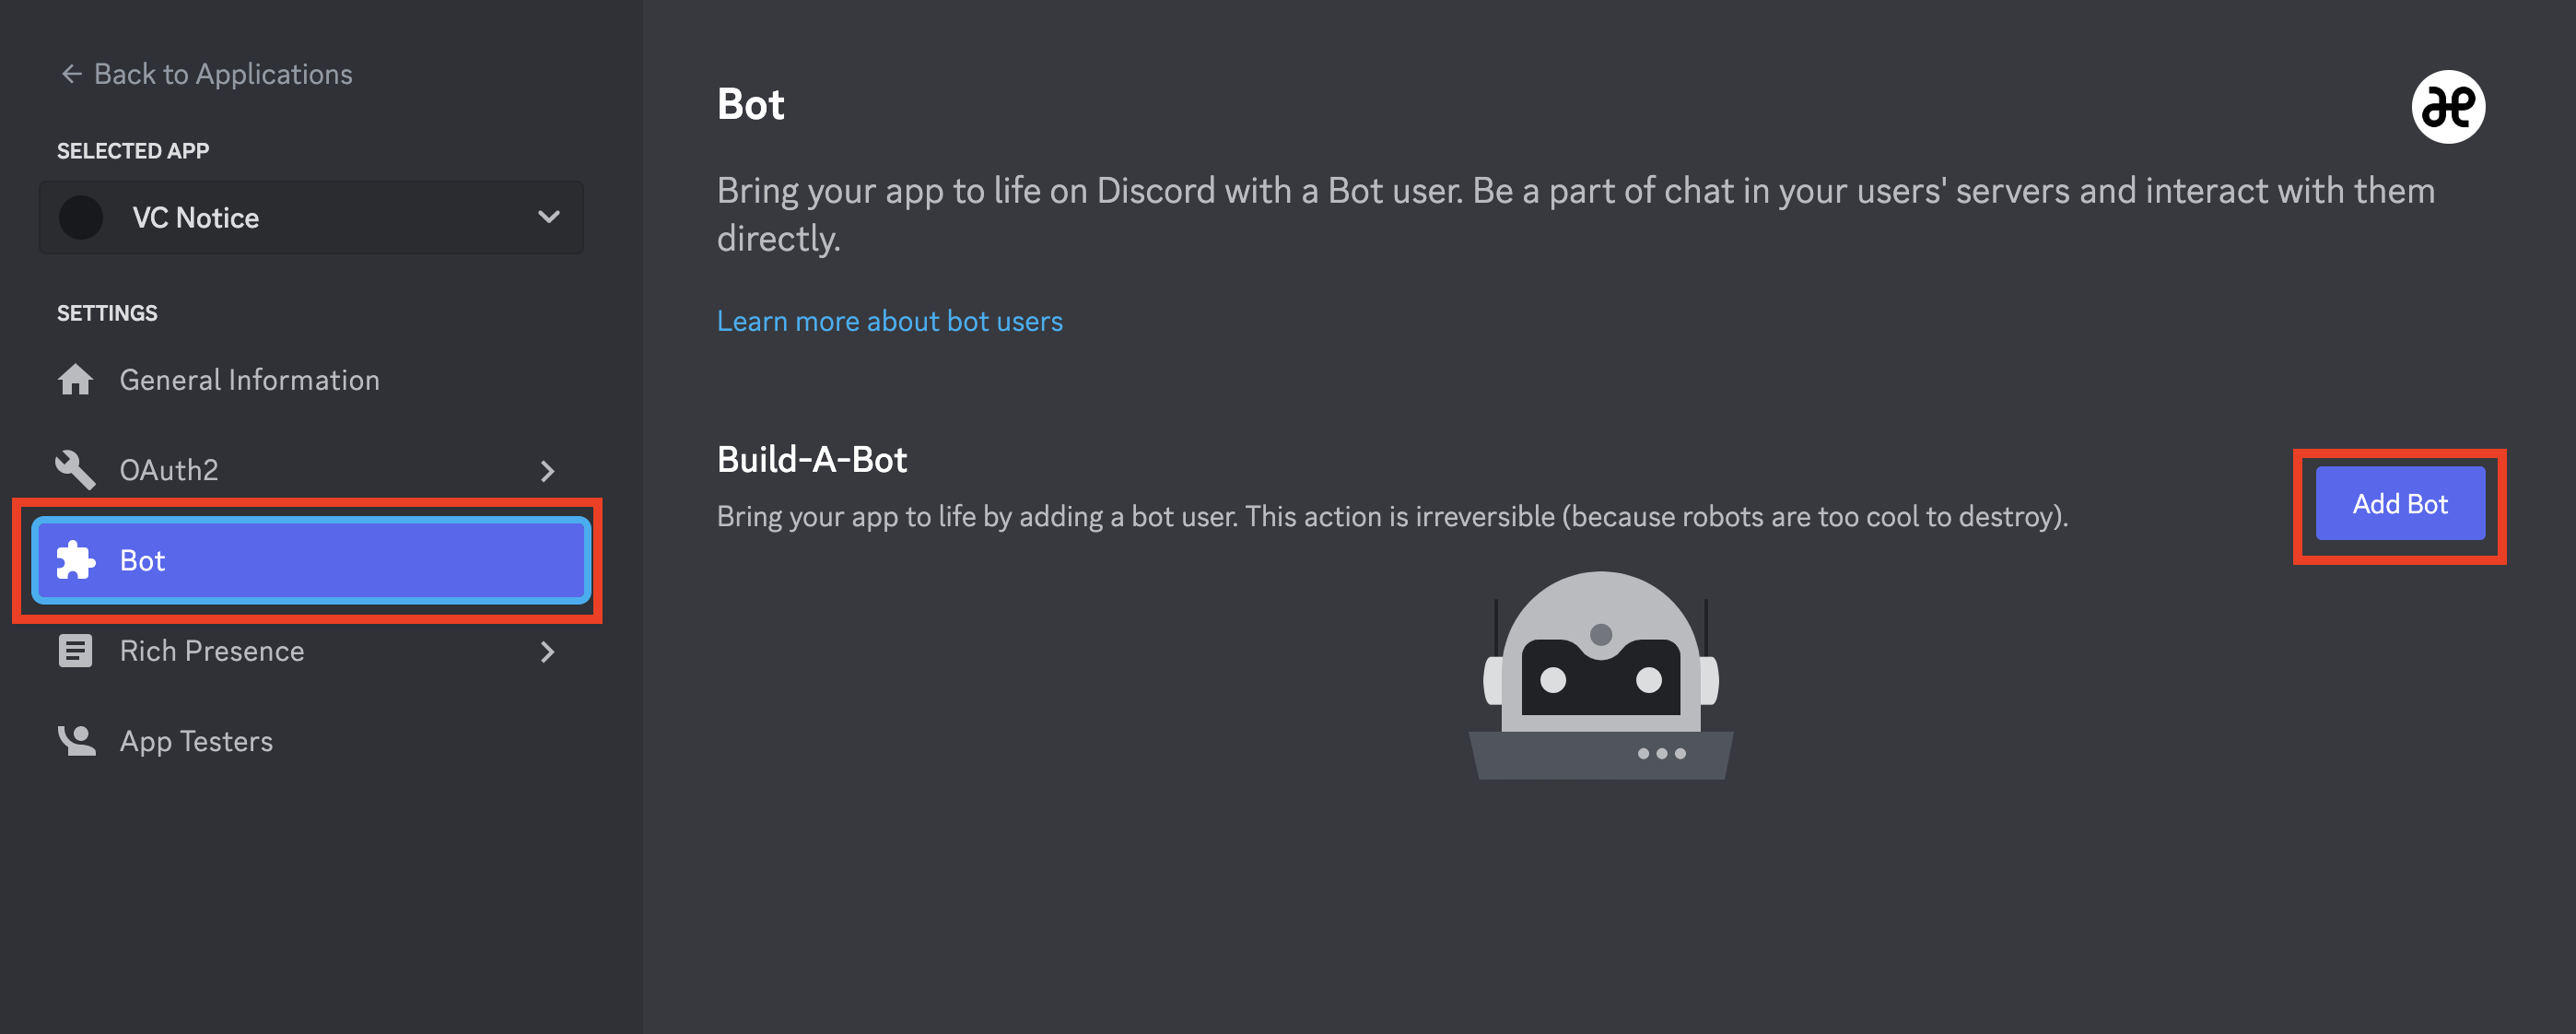 Back to Applications
SELECTED APP
VC Notice
SETTINGS
General Information
OAuth2
Bot
Rich Presence
App Testers
Bot
Bring your app to life on Discord with a Bot user. Be a part of chat in your users' servers and interact with them
directly.
Learn more about bot users
Build-A-Bot
Bring your app to life by adding a bot user. This action is irreversible (because robots are too cool to destroy).
Add Bot